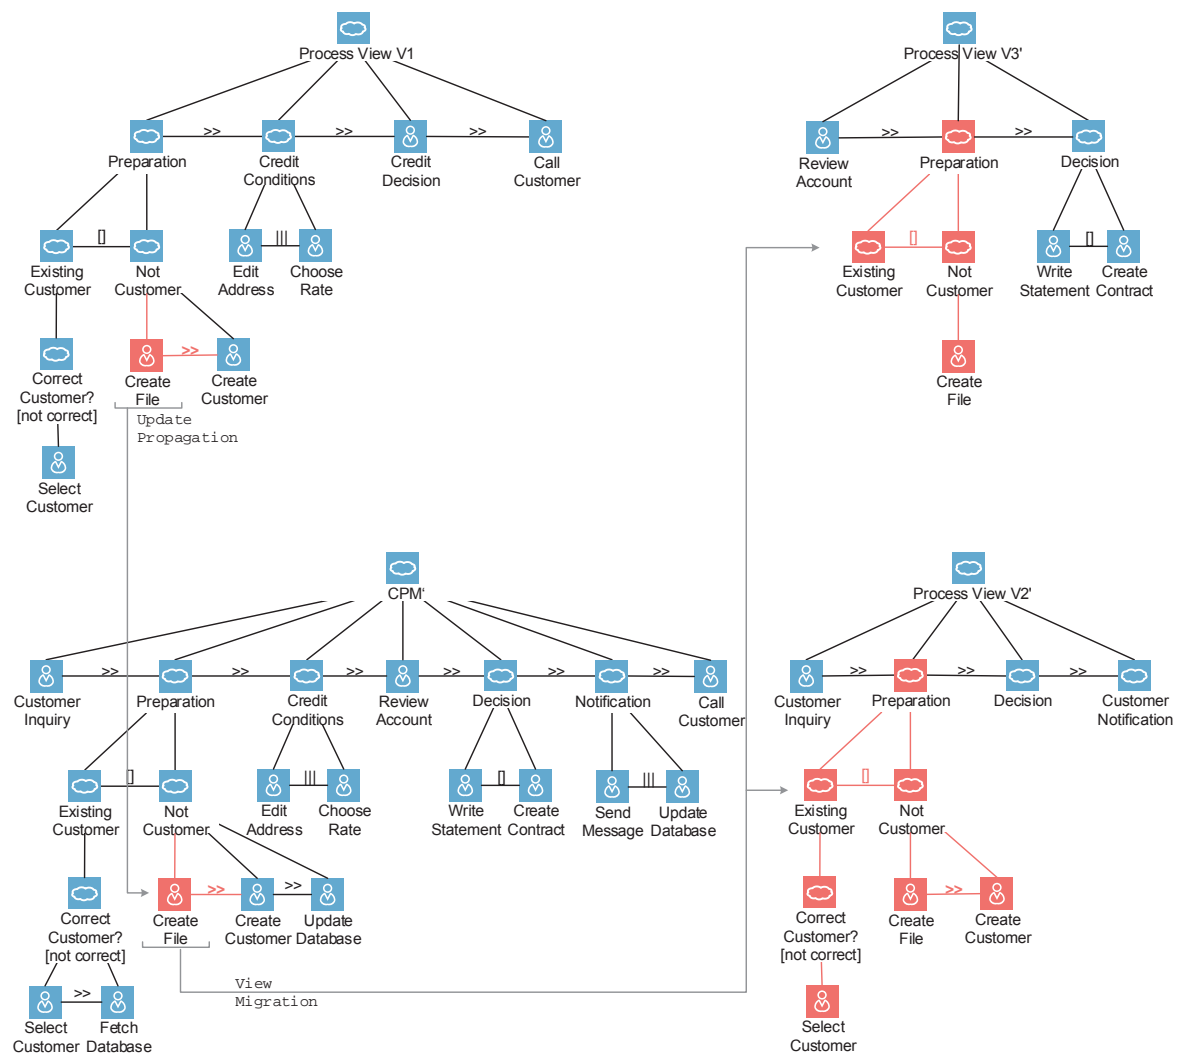 Process View V1
>>
>>
>>
Preparation
Credit
Conditions
Credit
Decision
Call
Customer
[]
|||
Existing
Customer
Not
Customer
Edit
Address
Choose
Rate
>>
Correct
Customer?
[not correct]
Create
File
Create
Customer
Update
Propagation
Select
Customer
Process View V3'
>>
>>
Review
Account
Preparation
Decision
[]
[]
Existing
Customer
Not
Customer
Write
Statement
Create
Contract
Create
File
CPM‘
>>
>>
>>
>>
>>
>>
Customer
Inquiry
Preparation
Credit
Conditions
Review
Account
Decision
Notification
Call
Customer
[]
|||
[]
|||
Existing
Customer
Not
Customer
Edit
Address
Choose
Rate
Write
Statement
Create
Contract
Send
Message
Update
Database
>>
>>
Correct
Customer?
[not correct]
Create
File
Create
Customer
Update
Database
>>
Select
Customer
Fetch
Database
View
Migration
Process View V2'
>>
>>
>>
Customer
Inquiry
Preparation
Decision
Customer
Notification
[]
Existing
Customer
Not
Customer
>>
Correct
Customer?
[not correct]
Create
File
Create
Customer
Select
Customer